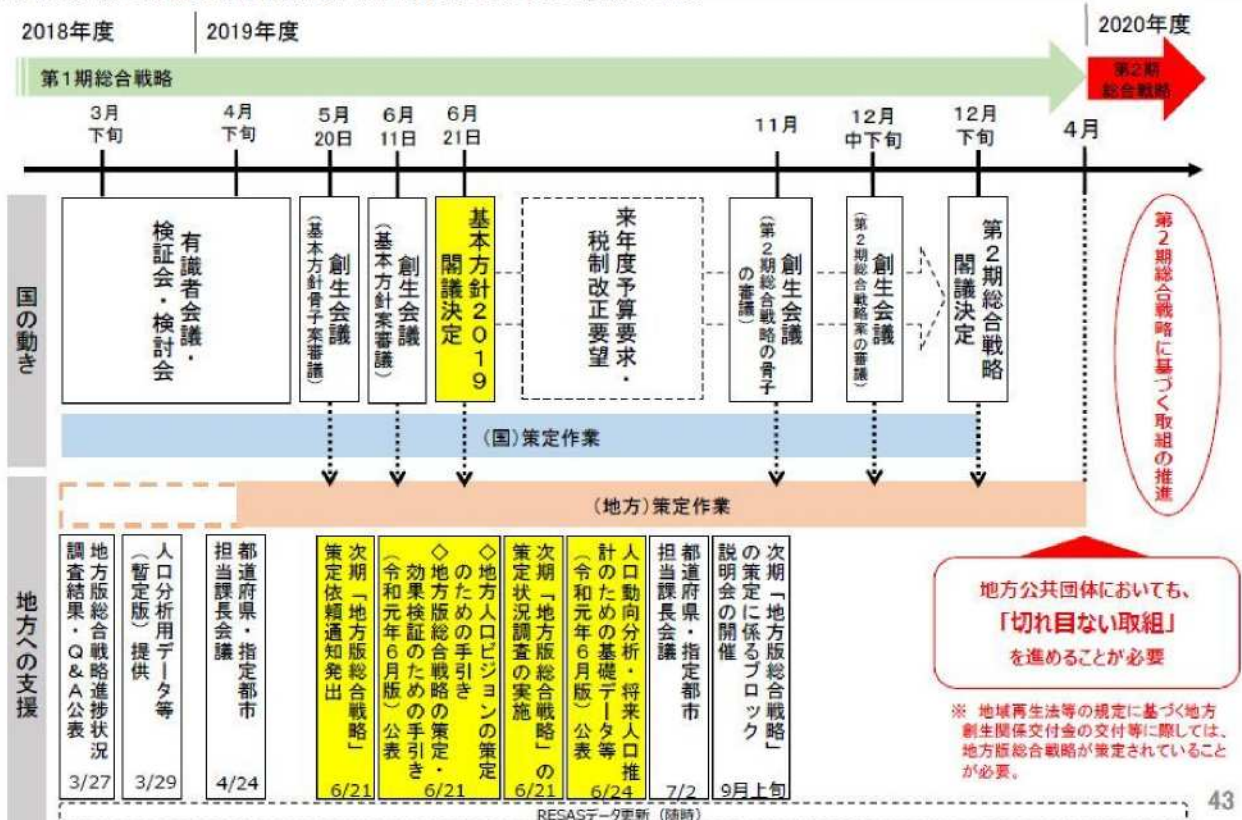 2018年度
2019年度
2020年度
第1期総合戦略
第2期
総合戦略
3月
下旬
4月
下旬
5月
20日
6月
11日
6月
21日
11月
12月
中下旬
12月
下旬
4月
国の動き
有識者会議・
検証会・検討会
創生会議
(基本方針骨子案審議)
創生会議
(基本方針案審議)
基本方針2019
閣議決定
来年度予算要求・
税制改正要望
創生会議
(第2期総合戦略の骨子
の審議)
創生会議
(第2期総合戦略案の審議)
第2期総合戦略
閣議決定
第2期総合戦略に基づく取組の推進
(国)策定作業
(地方)策定作業
地方への支援
地方版総合戦略進捗状況
調査結果・Q&A公表
3/27
人口分析用データ等
(暫定版)提供
3/29
都道府県・指定都市
担当課長会議
4/24
次期「地方版総合戦略」
策定依頼通知発出
6/21
◇地方人口ビジョンの策定
のための手引き
◇地方版総合戦略の策定・
効果検証のための手引き
(令和元年6月版)公表
6/21
次期「地方版総合戦略」の
策定状況調査の実施
6/21
人口動向分析・将来人口推
計のための基礎データ等
(令和元年6月版)公表
6/24
都道府県・指定都市
担当課長会議
7/2
次期「地方版総合戦略」
の策定に係るブロック
説明会の開催
9月上旬
地方公共団体においても、
「切れ目ない取組」
を進めることが必要
※ 地域再生法等の規定に基づく地方
創生関係交付金の交付等に際しては、
地方版総合戦略が策定されていること
が必要。
RESASデータ更新(随時)
43